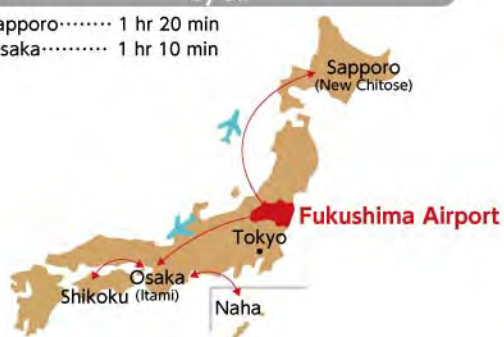 apporo········ 1 hr 20 min
saka·········· 1 hr 10 min
Sapporo
(New Chitose)
Fukushima Airport
Tokyo
Osaka
(Itami)
Shikoku
Naha